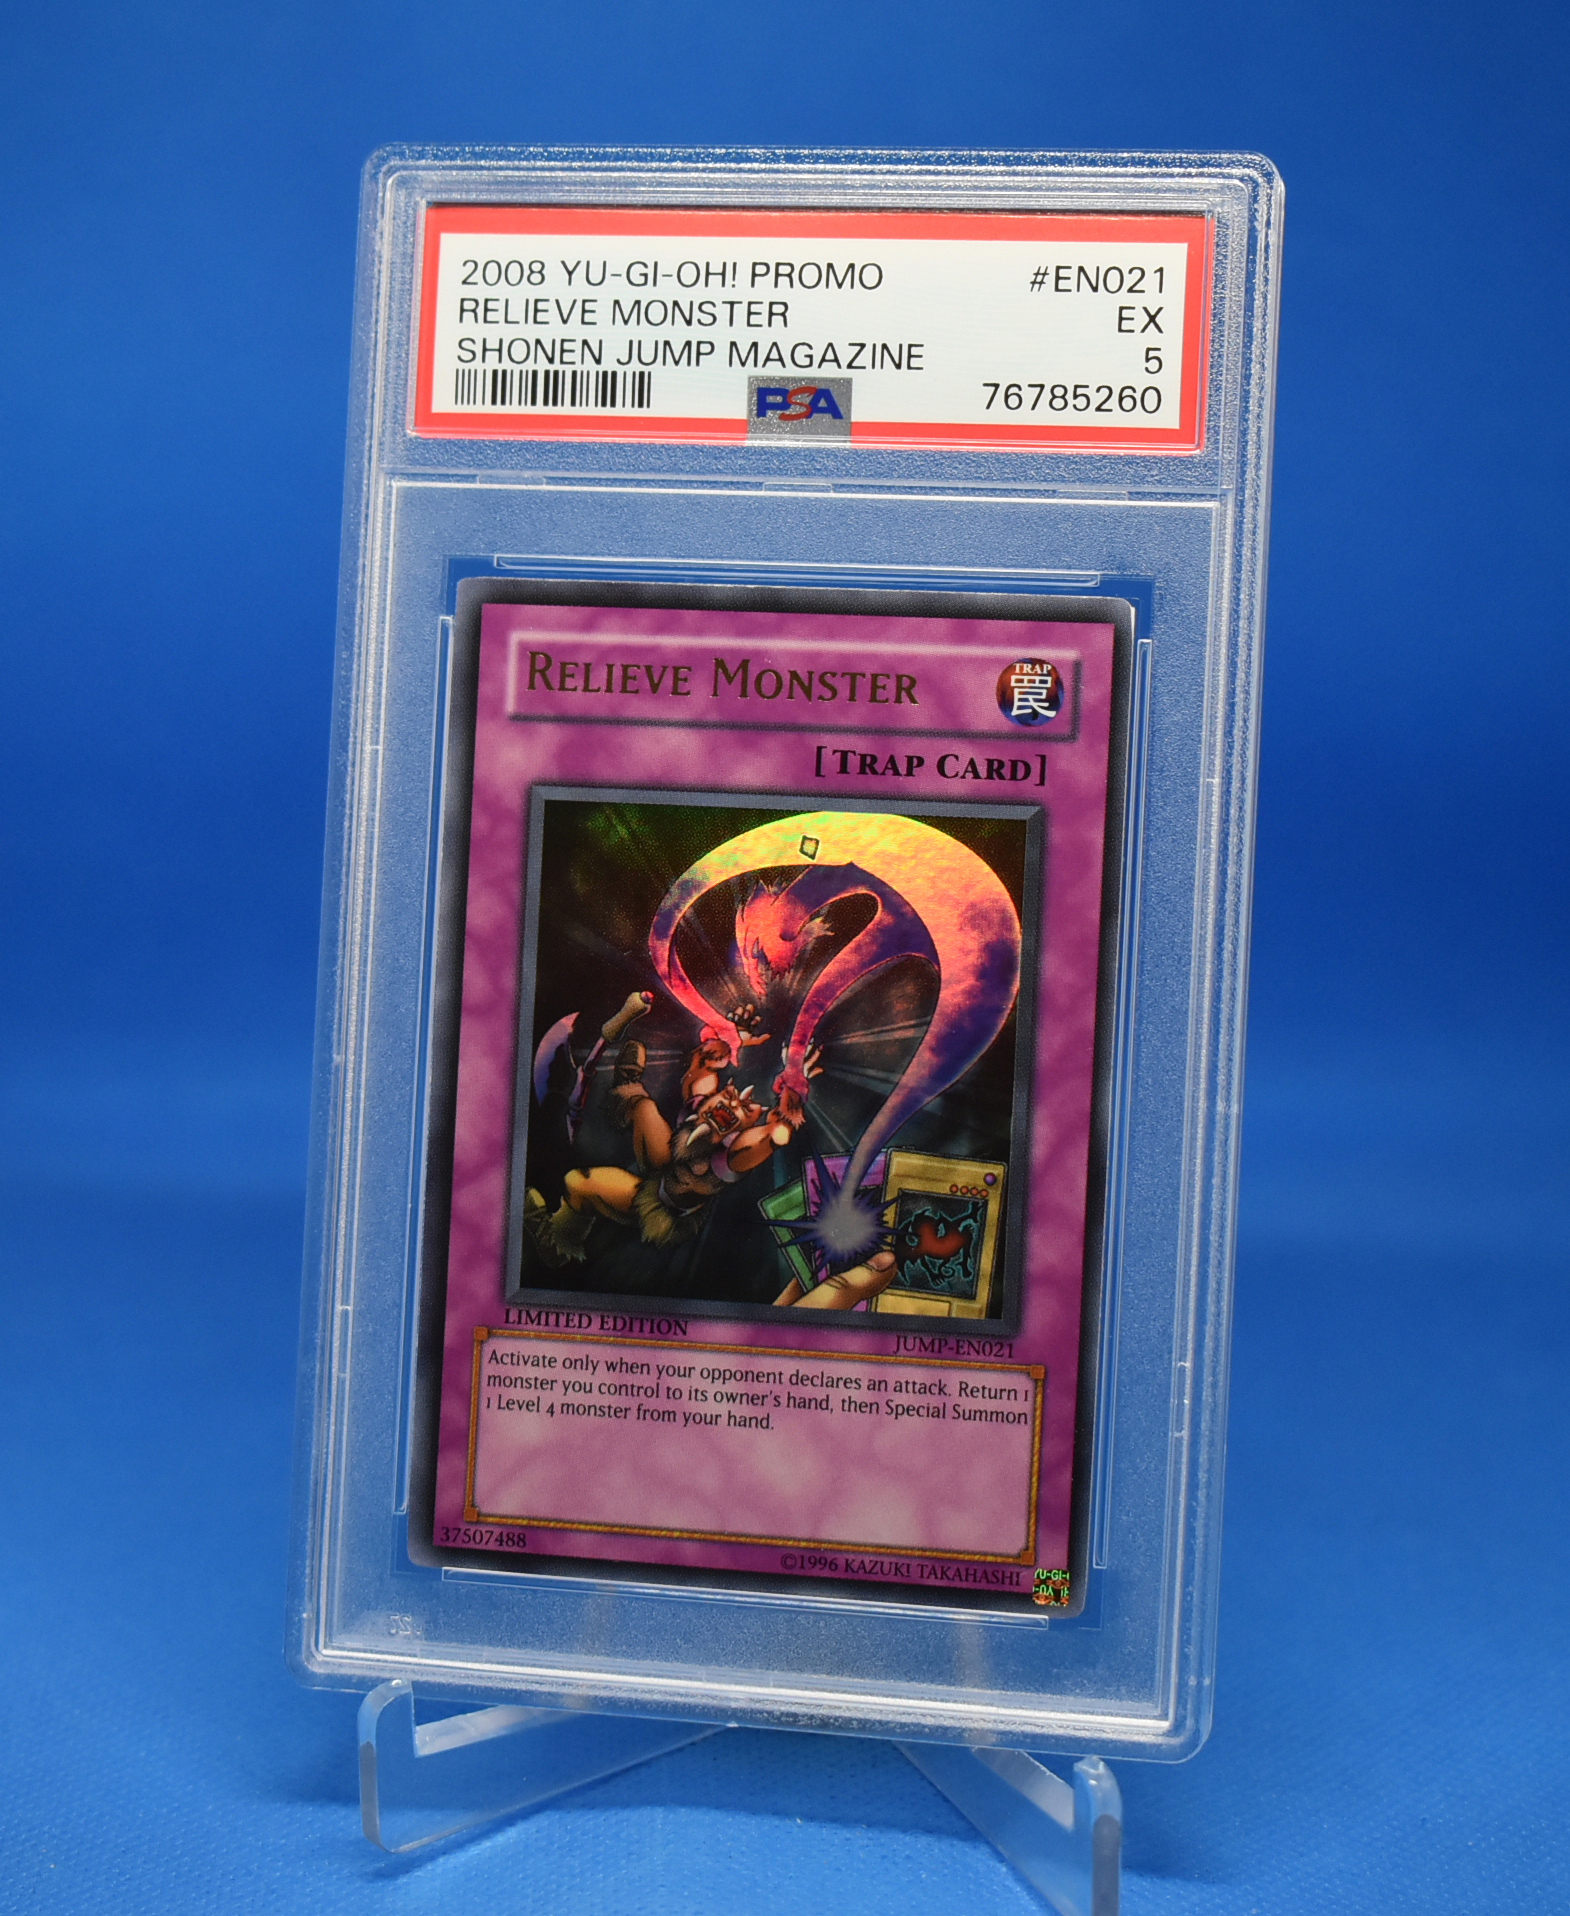 2008 YU-GI-OH! PROMO #EN021
RELIEVE MONSTER EX
SHONEN JUMP MAGAZINE 5
PSA 76785260
RELIEVE MONSTER
TRAP
罠
[TRAP CARD]
LIMITED EDITION
JUMP-EN021
Activate only when your opponent declares an attack. Return 1
monster you control to its owner's hand, then Special Summon
1 Level 4 monster from your hand.
37507488
©1996 KAZUKI TAKAHASHI
YU-GI-